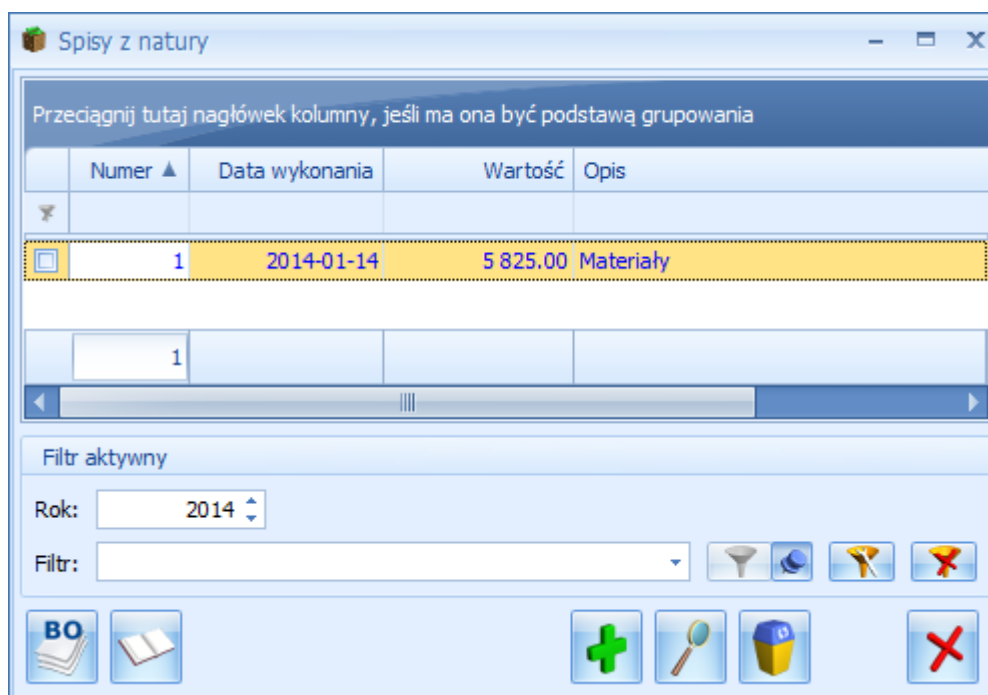 Spisy z natury
Przeciągnij tutaj nagłówek kolumny, jeśli ma ona być podstawą grupowania
Numer Data wykonania Wartość Opis
1 2014-01-14 5 825.00 Materiały
1
Filtr aktywny
Rok: 2014
Filtr:
BO